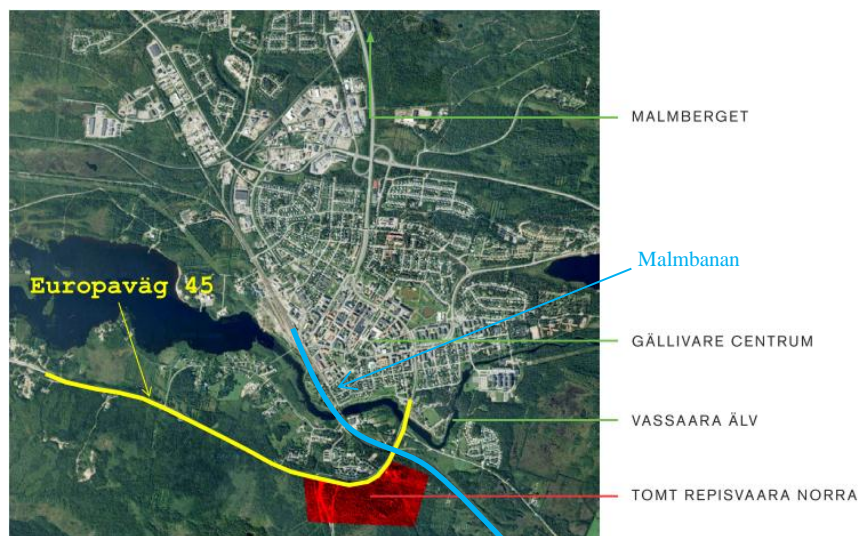 MALMBERGET
Malmbanan
Europaväg 45
GÄLLIVARE CENTRUM
VASSAARA ÄLV
TOMT REPISVAARA NORRA